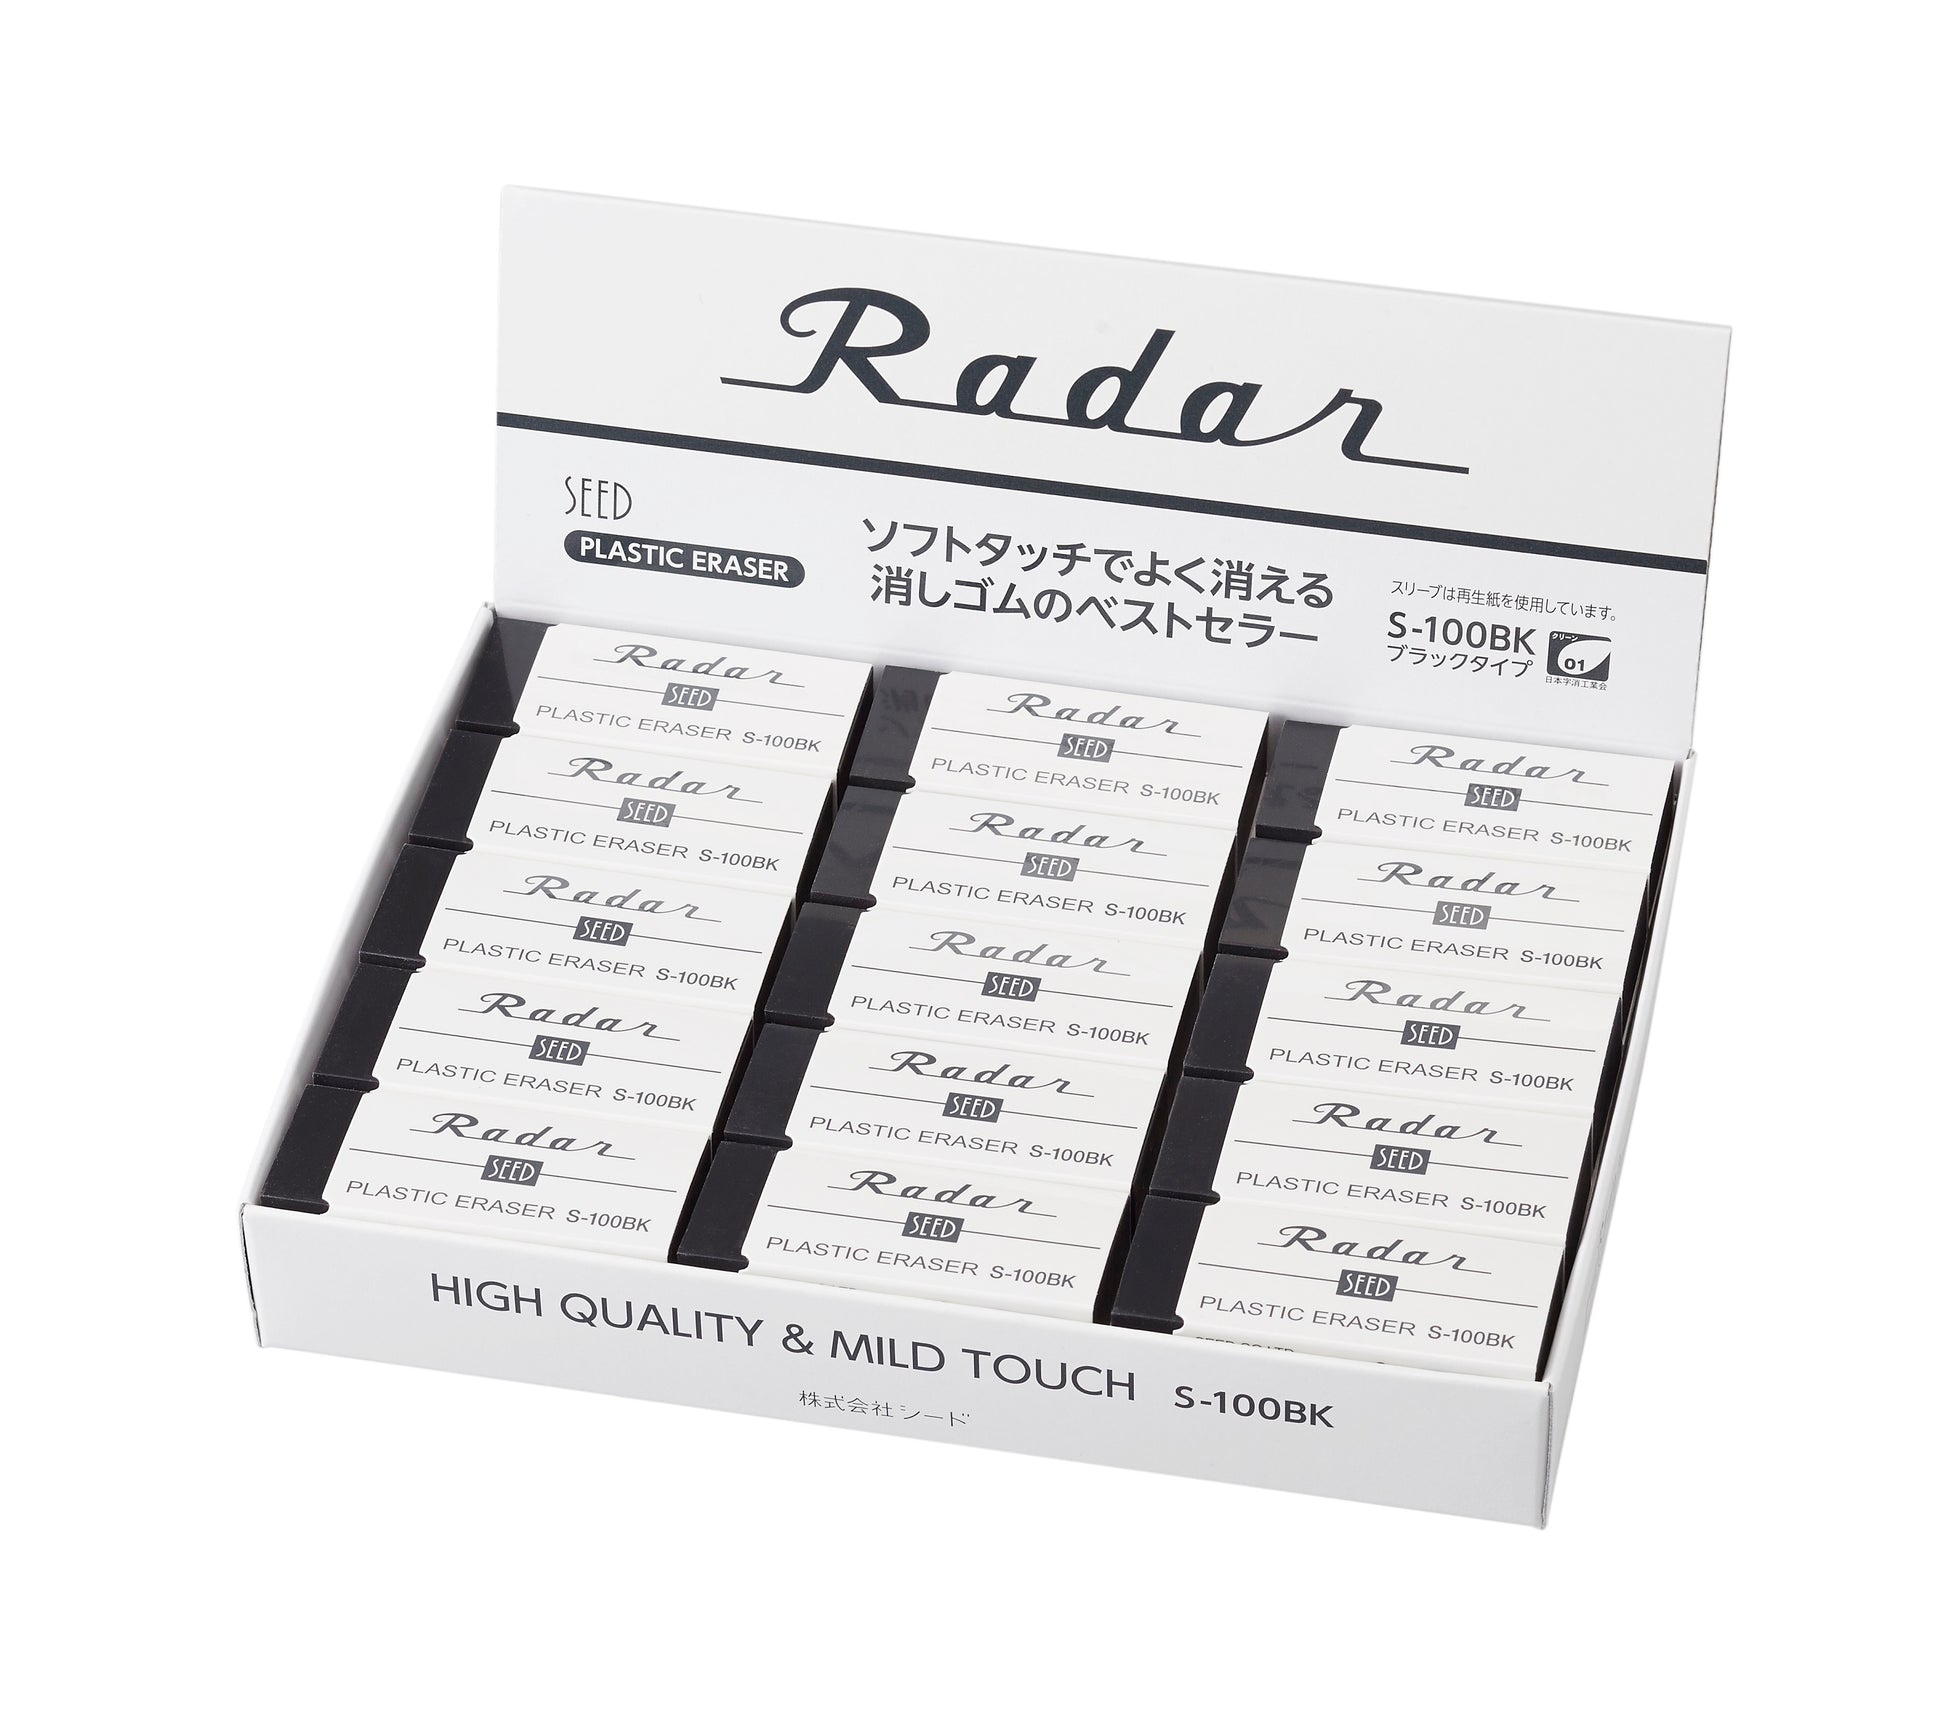 Radar
SEED
PLASTIC ERASER
ソフトタッチでよく消える
消しゴムのベストセラー
スリーブは再生紙を使用しています。
S-100BK
ブラックタイプ
クリーン
01
日本字消工業会
Radar
SEED
PLASTIC ERASER S-100BK
Radar
SEED
PLASTIC ERASER S-100BK
Radar
SEED
PLASTIC ERASER S-100BK
Radar
SEED
PLASTIC ERASER S-100BK
Radar
SEED
PLASTIC ERASER S-100BK
Radar
SEED
PLASTIC ERASER S-100BK
Radar
SEED
PLASTIC ERASER S-100BK
Radar
SEED
PLASTIC ERASER S-100BK
Radar
SEED
PLASTIC ERASER S-100BK
Radar
SEED
PLASTIC ERASER S-100BK
Radar
SEED
PLASTIC ERASER S-100BK
Radar
SEED
PLASTIC ERASER S-100BK
Radar
SEED
PLASTIC ERASER S-100BK
Radar
SEED
PLASTIC ERASER S-100BK
Radar
SEED
PLASTIC ERASER S-100BK
HIGH QUALITY & MILD TOUCH S-100BK
株式会社シード